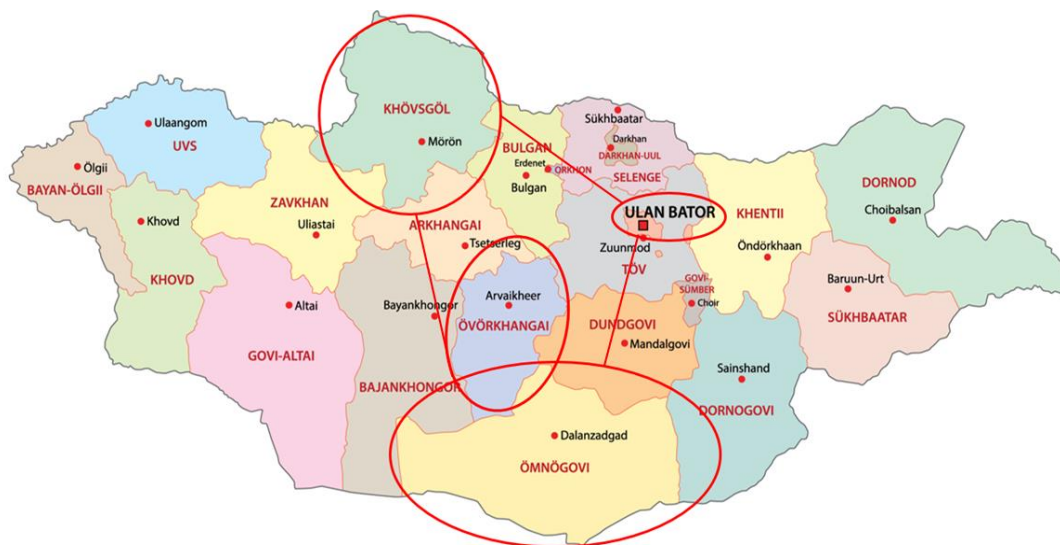 KHÖVSGÖL
Mörön
Ulaangom
UVS
Ölgii
BAYAN-ÖLGII
Khovd
KHOVD
ZAVKHAN
Uliastai
ARKHANGAI
Tsetserleg
BULGAN
Erdenet
ORKHON
Bulgan
Sükhbaatar
Darkhan
DARKHAN-UUL
SELENGE
ULAN BATOR
Zuunmod
TÖV
KHENTII
Öndörkhaan
DORNOD
Choibalsan
Baruun-Urt
SÜKHBAATAR
GOVI-
SÜMBER
Choir
Altai
GOVI-ALTAI
Bayankhongor
BAJANKHONGOR
Arvaikheer
ÖVÖRKHANGAI
DUNDGOVI
Mandalgovi
Sainshand
DORNOGOVI
Dalanzadgad
ÖMNÖGOVI